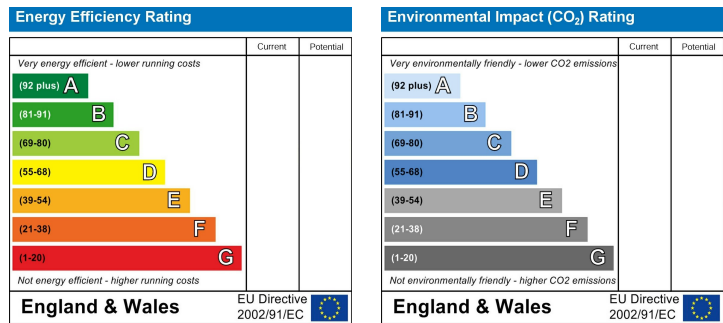 Energy Efficiency Rating
Current Potential
Very energy efficient - lower running costs
(92 plus) A
(81-91) B
(69-80) C
(55-68) D
(39-54) E
(21-38) F
(1-20) G
Not energy efficient - higher running costs
England & Wales
EU Directive
2002/91/EC
Environmental Impact (CO₂) Rating
Current Potential
Very environmentally friendly - lower CO2 emissions
(92 plus) A
(81-91) B
(69-80) C
(55-68) D
(39-54) E
(21-38) F
(1-20) G
Not environmentally friendly - higher CO2 emissions
England & Wales
EU Directive
2002/91/EC